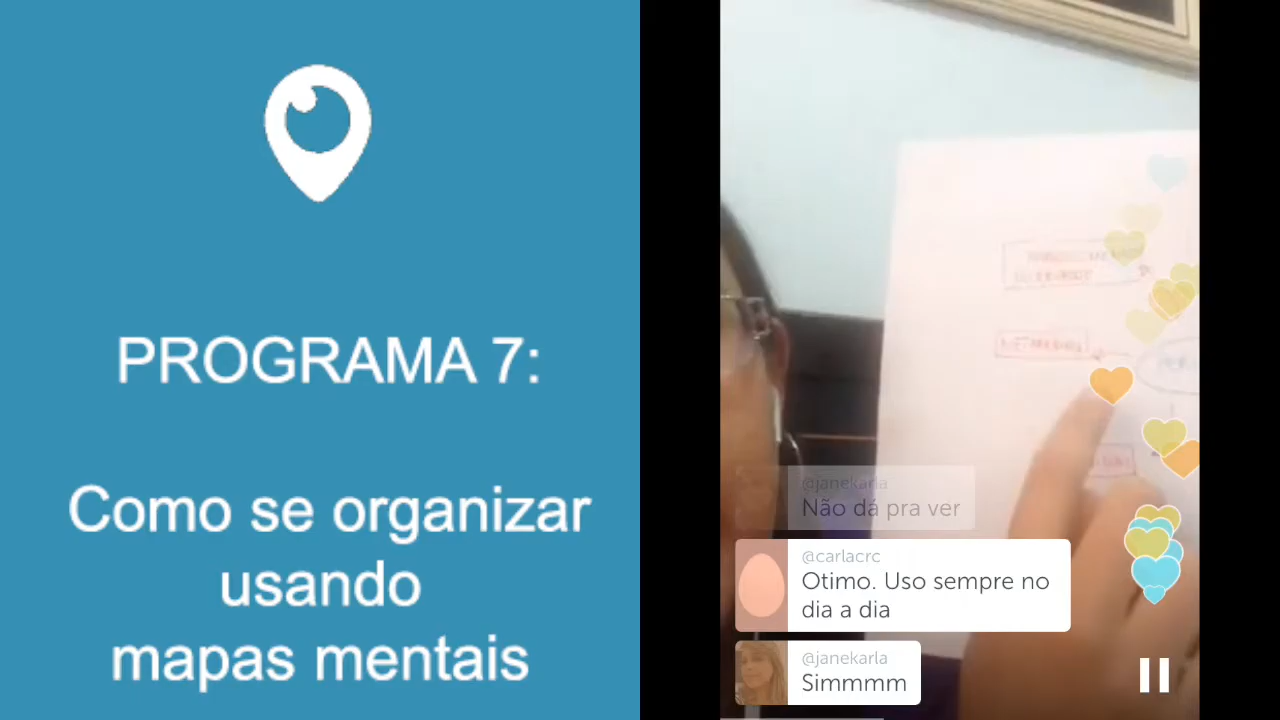 PROGRAMA 7:
Como se organizar
usando
mapas mentais
@janekarla
Não dá pra ver
@carlacrc
Otimo. Uso sempre no
dia a dia
@janekarla
Simmmm